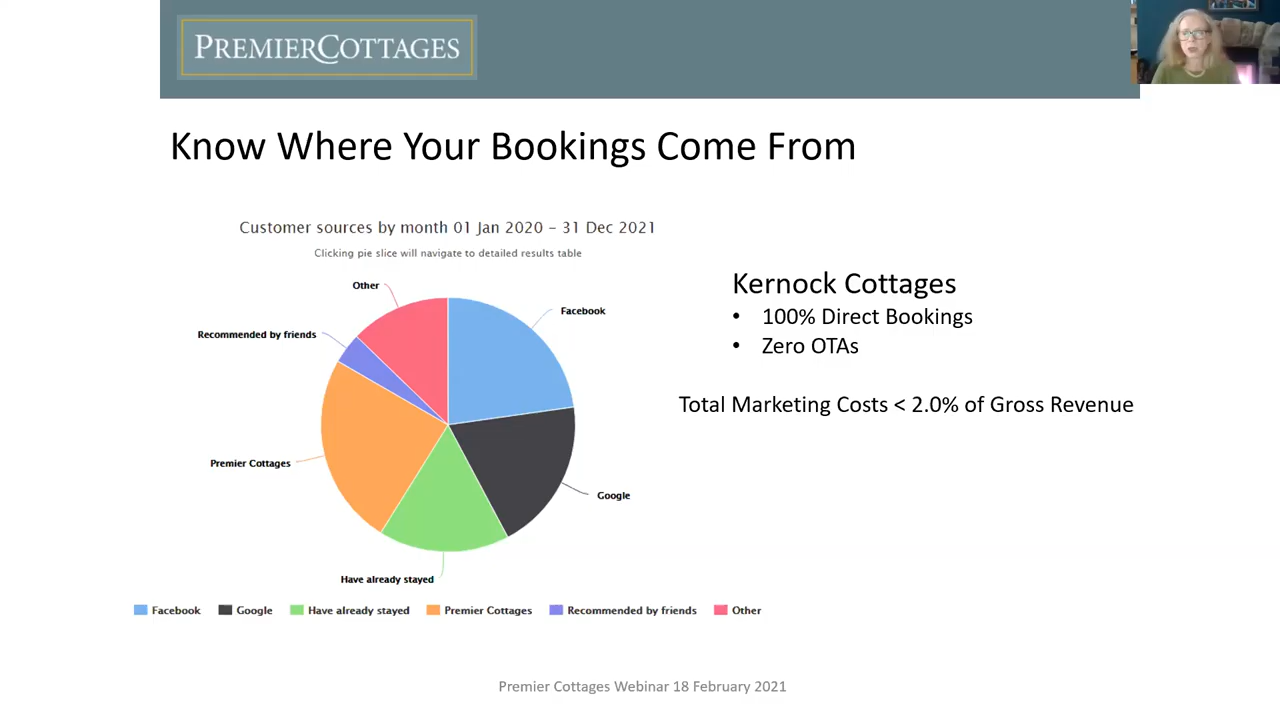 PREMIERCOTTAGES
Know Where Your Bookings Come From
Customer sources by month 01 Jan 2020 – 31 Dec 2021
Clicking pie slice will navigate to detailed results table
Other
Facebook
Recommended by friends
Premier Cottages
Google
Have already stayed
Facebook Google Have already stayed Premier Cottages Recommended by friends Other
Kernock Cottages
• 100% Direct Bookings
• Zero OTAs
Total Marketing Costs < 2.0% of Gross Revenue
Premier Cottages Webinar 18 February 2021